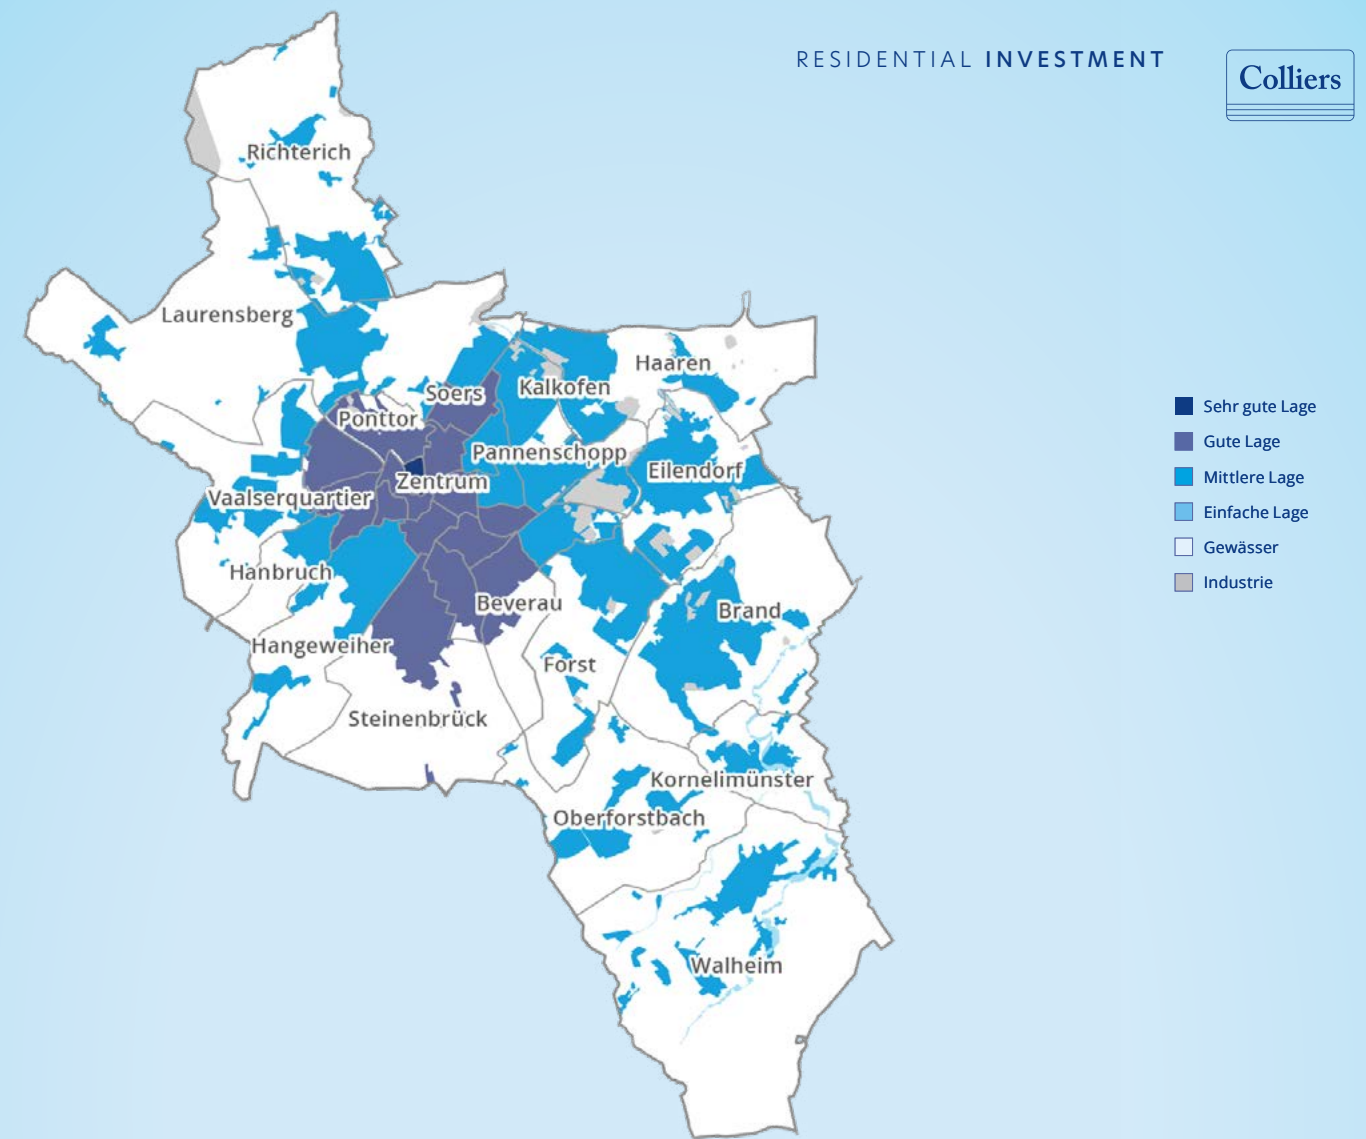 RESIDENTIAL INVESTMENT
Colliers
Richterich
Laurensberg
Haaren
Kalkofen
Soers
Ponttor
Pannenschopp
Eilendorf
Zentrum
Vaalserquartier
Hanbruch
Beverau
Brand
Hangeweiher
Forst
Steinenbrück
Kornelimünster
Oberforstbach
Walheim
Sehr gute Lage
Gute Lage
Mittlere Lage
Einfache Lage
Gewässer
Industrie